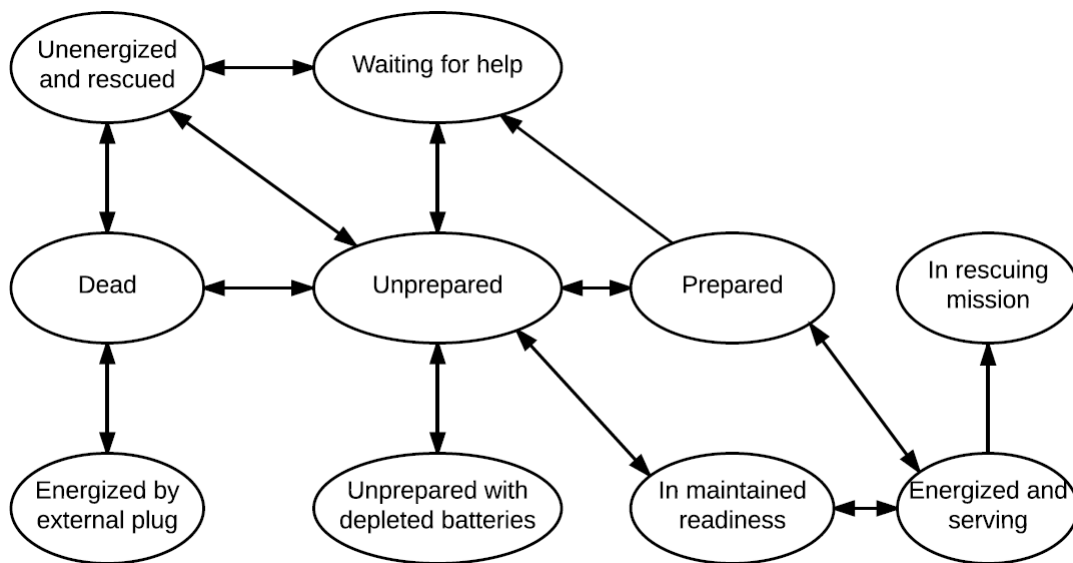 Unenergized
and rescued
Waiting for help
Dead
Unprepared
Prepared
In rescuing
mission
Energized by
external plug
Unprepared with
depleted batteries
In maintained
readiness
Energized and
serving